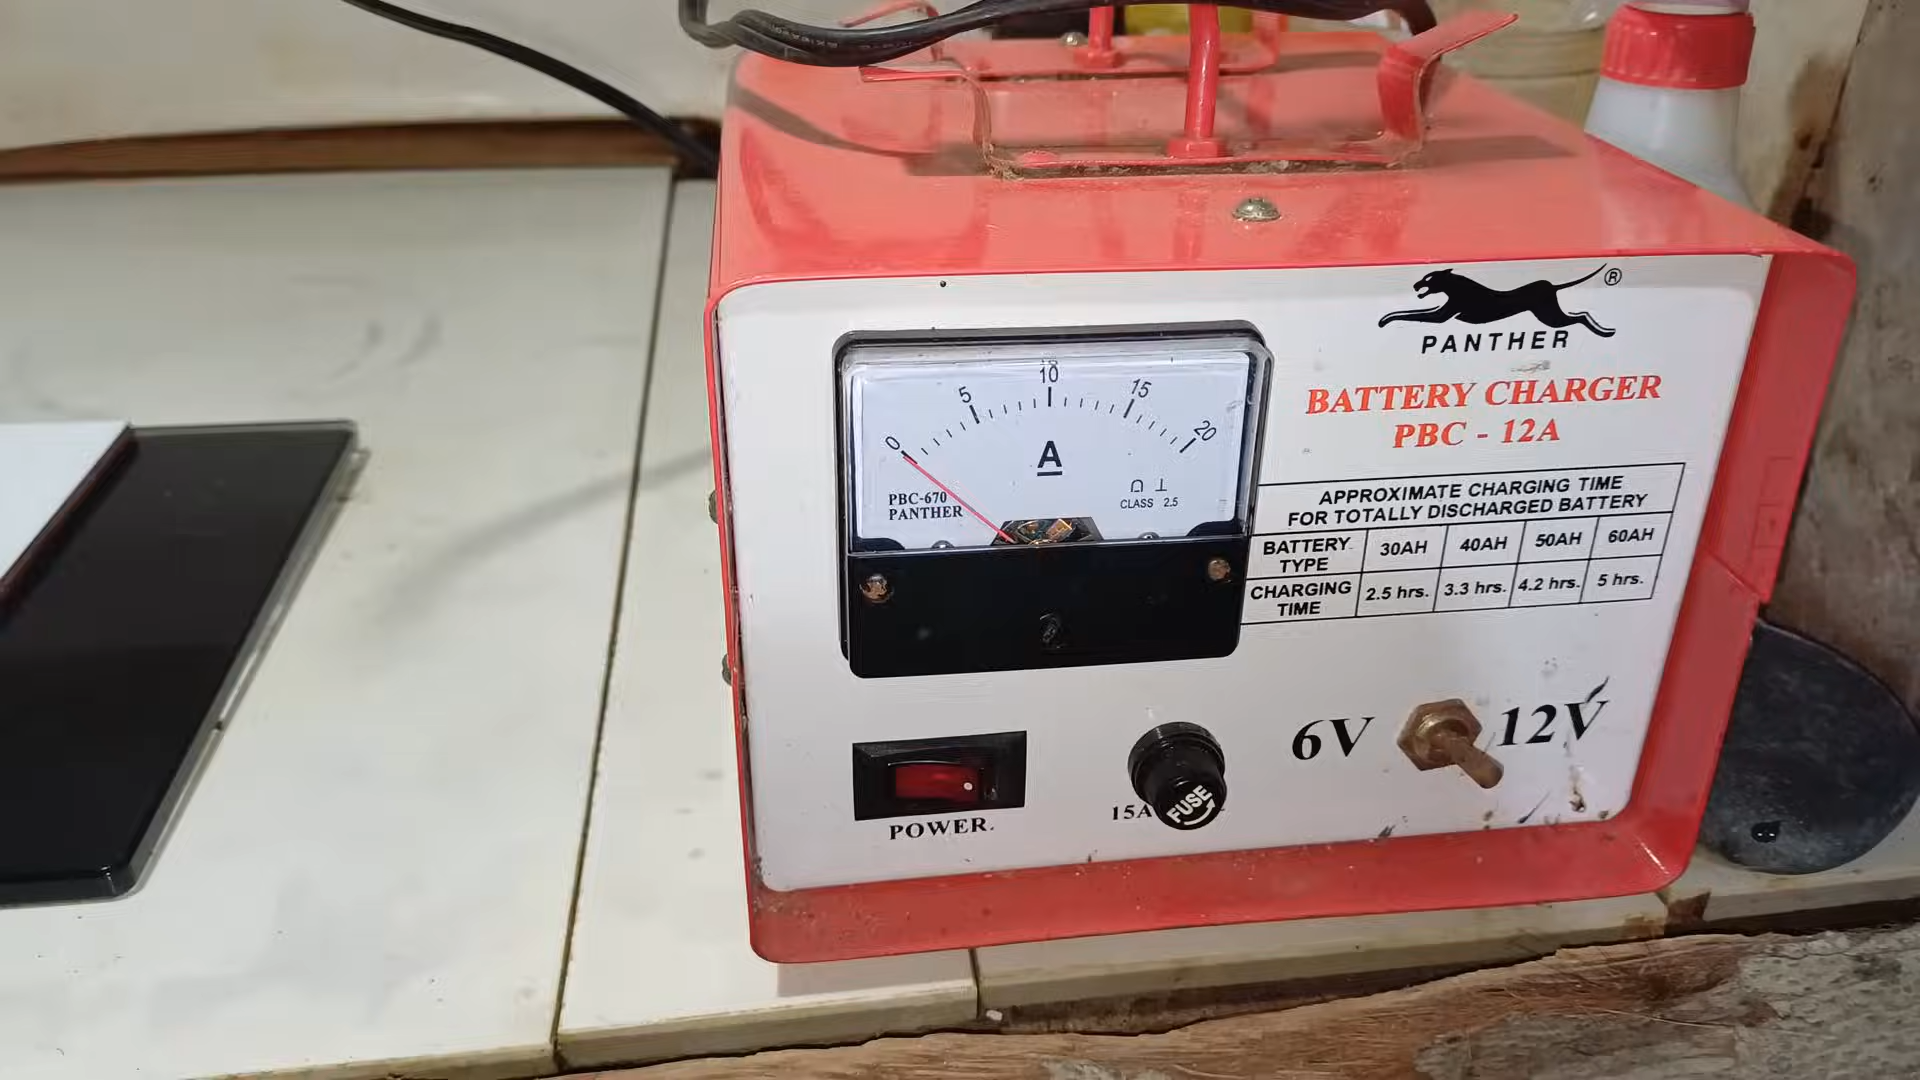 ®
PANTHER
BATTERY CHARGER
PBC - 12A
0 5 10 15 20
A
PBC-670
PANTHER
CLASS 2.5
APPROXIMATE CHARGING TIME
FOR TOTALLY DISCHARGED BATTERY
BATTERY TYPE 30AH 40AH 50AH 60AH
CHARGING TIME 2.5 hrs. 3.3 hrs. 4.2 hrs. 5 hrs.
6V 12V
POWER.
15A
FUSE